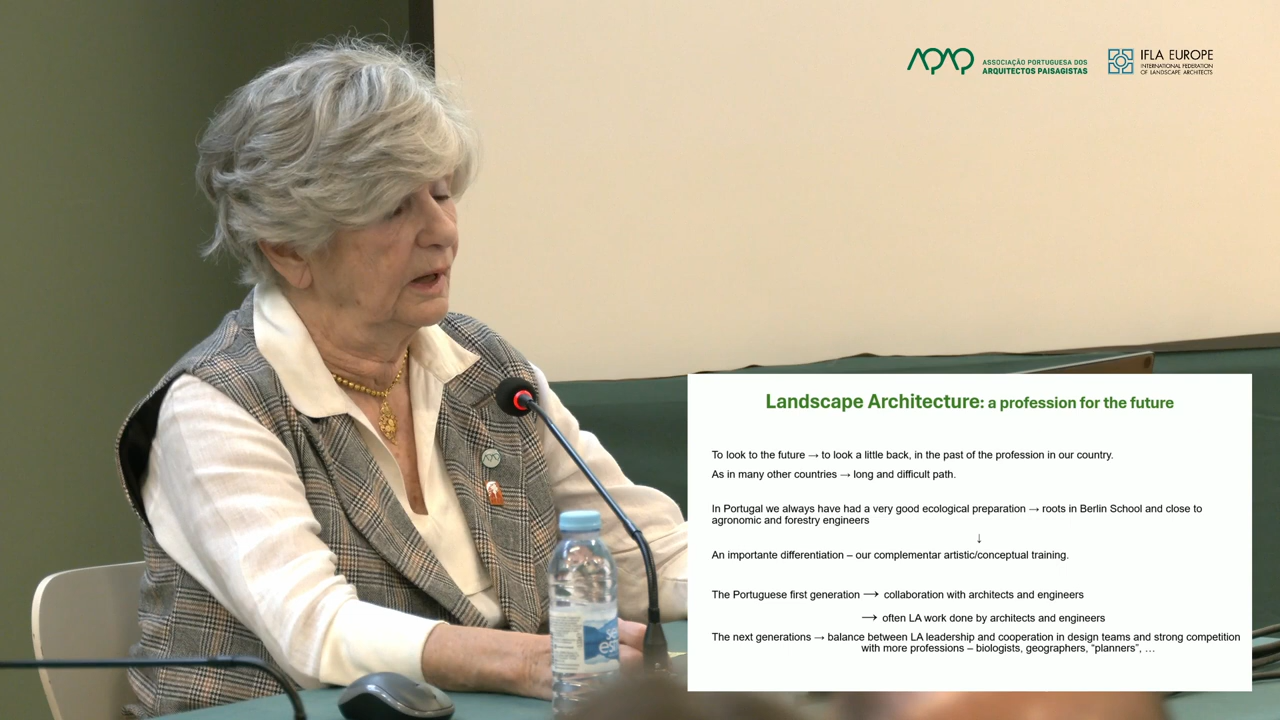 ASSOCIAÇÃO PORTUGUESA DOS
ARQUITECTOS PAISAGISTAS
IFLA EUROPE
INTERNATIONAL FEDERATION
OF LANDSCAPE ARCHITECTS
Landscape Architecture: a profession for the future
To look to the future → to look a little back, in the past of the profession in our country.
As in many other countries → long and difficult path.
In Portugal we always have had a very good ecological preparation → roots in Berlin School and close to
agronomic and forestry engineers
↓
An importante differentiation – our complementar artistic/conceptual training.
The Portuguese first generation → collaboration with architects and engineers
→ often LA work done by architects and engineers
The next generations → balance between LA leadership and cooperation in design teams and strong competition
with more professions – biologists, geographers, "planners", …